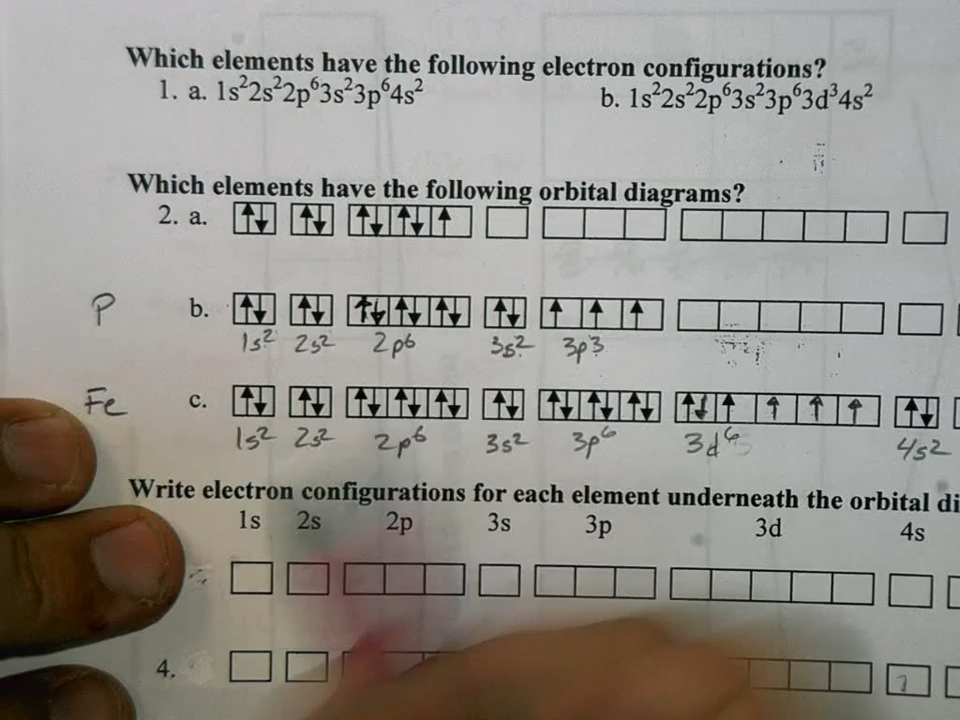 Which elements have the following electron configurations?
1. a. 1s²2s²2p⁶3s²3p⁶4s² b. 1s²2s²2p⁶3s²3p⁶3d³4s²
Which elements have the following orbital diagrams?
2. a.
P b.
1s² 2s² 2p⁶ 3s² 3p³
Fe c.
1s² 2s² 2p⁶ 3s² 3p⁶ 3d⁶ 4s²
Write electron configurations for each element underneath the orbital di
1s 2s 2p 3s 3p 3d 4s
4.